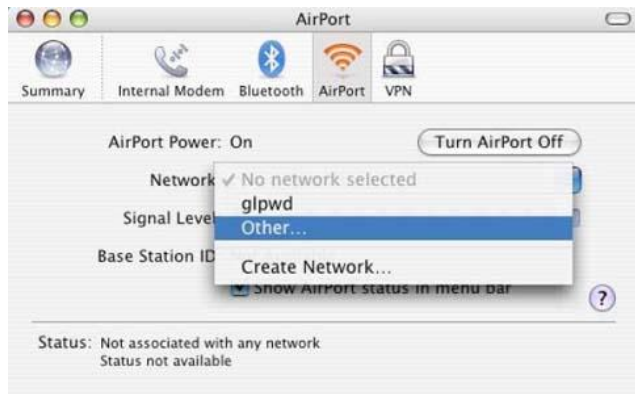 AirPort
Summary Internal Modem Bluetooth AirPort VPN
AirPort Power: On Turn AirPort Off
Network ✓ No network selected
glpwd
Signal Level
Other...
Base Station ID
Create Network...
Show AirPort status in menu bar
?
Status: Not associated with any network
Status not available